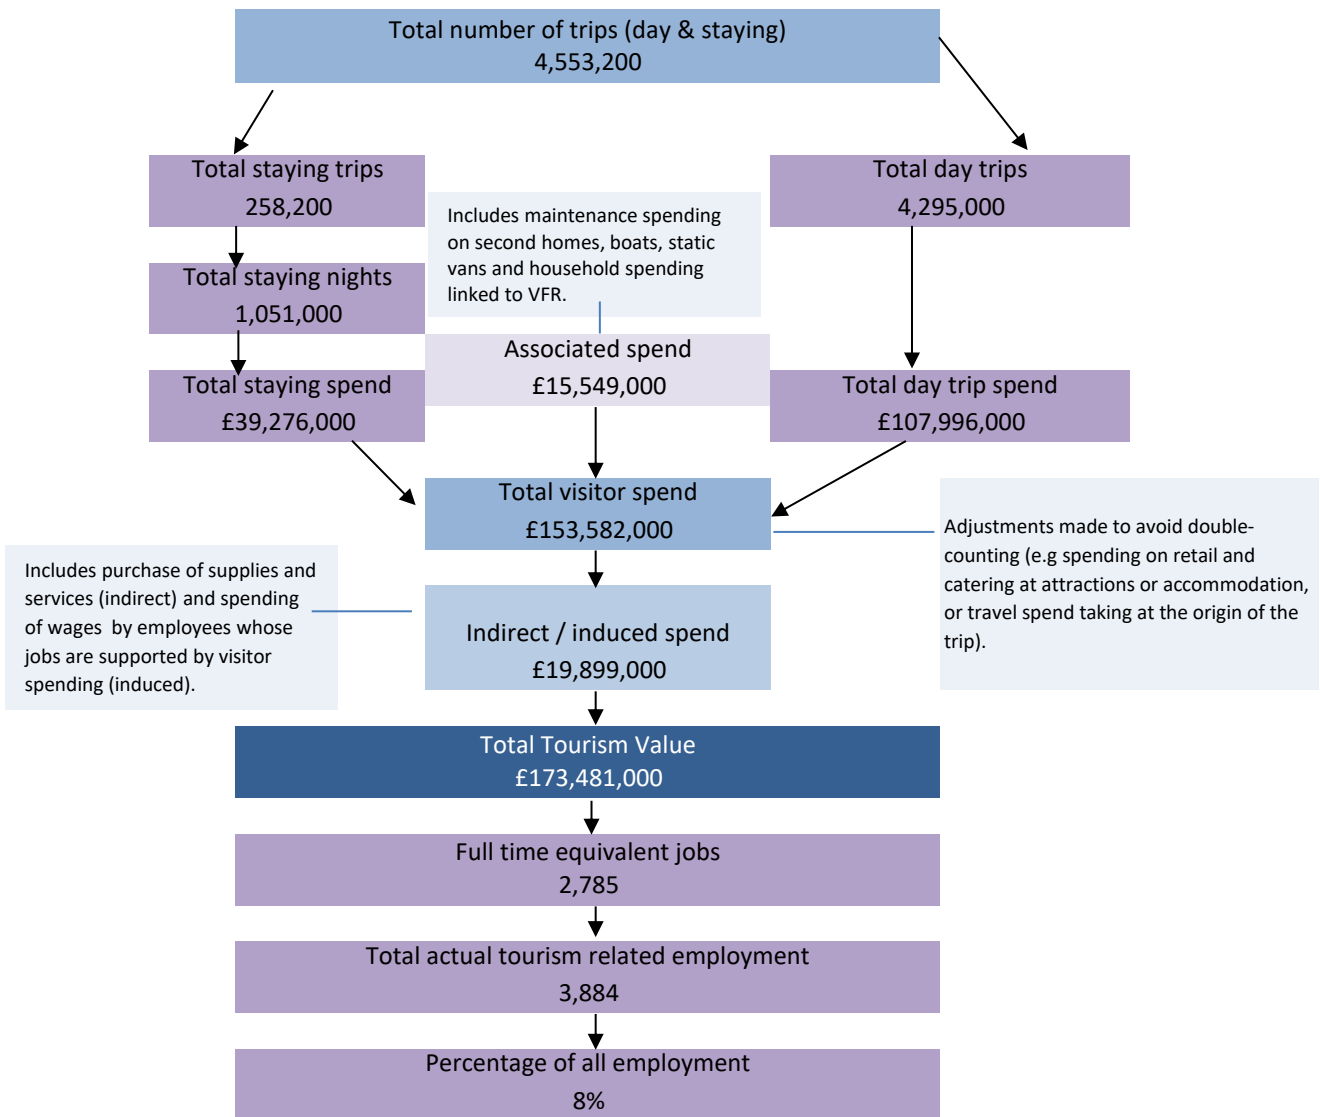 Total number of trips (day & staying)
4,553,200
Total staying trips
258,200
Total day trips
4,295,000
Includes maintenance spending
on second homes, boats, static
vans and household spending
linked to VFR.
Total staying nights
1,051,000
Associated spend
£15,549,000
Total staying spend
£39,276,000
Total day trip spend
£107,996,000
Total visitor spend
£153,582,000
Adjustments made to avoid double-
counting (e.g spending on retail and
catering at attractions or accommodation,
or travel spend taking at the origin of the
trip).
Includes purchase of supplies and
services (indirect) and spending
of wages by employees whose
jobs are supported by visitor
spending (induced).
Indirect / induced spend
£19,899,000
Total Tourism Value
£173,481,000
Full time equivalent jobs
2,785
Total actual tourism related employment
3,884
Percentage of all employment
8%